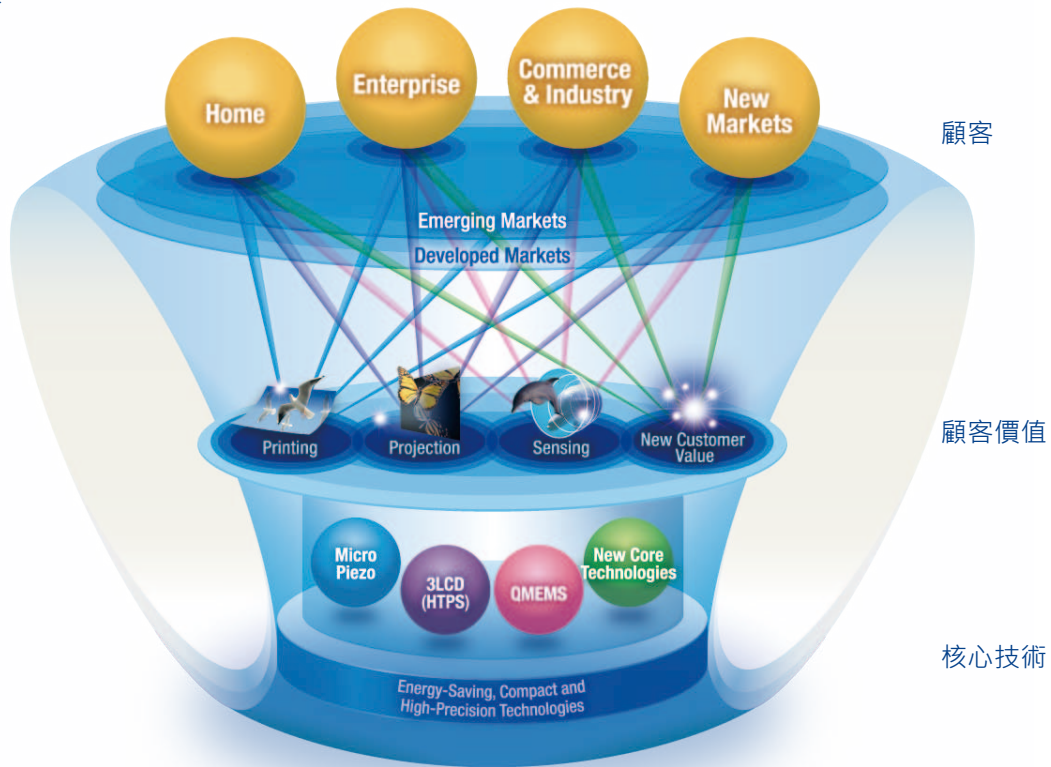 Home
Enterprise
Commerce
& Industry
New
Markets
顧客
Emerging Markets
Developed Markets
Printing
Projection
Sensing
New Customer
Value
顧客價值
Micro
Piezo
3LCD
(HTPS)
QMEMS
New Core
Technologies
核心技術
Energy-Saving, Compact and
High-Precision Technologies